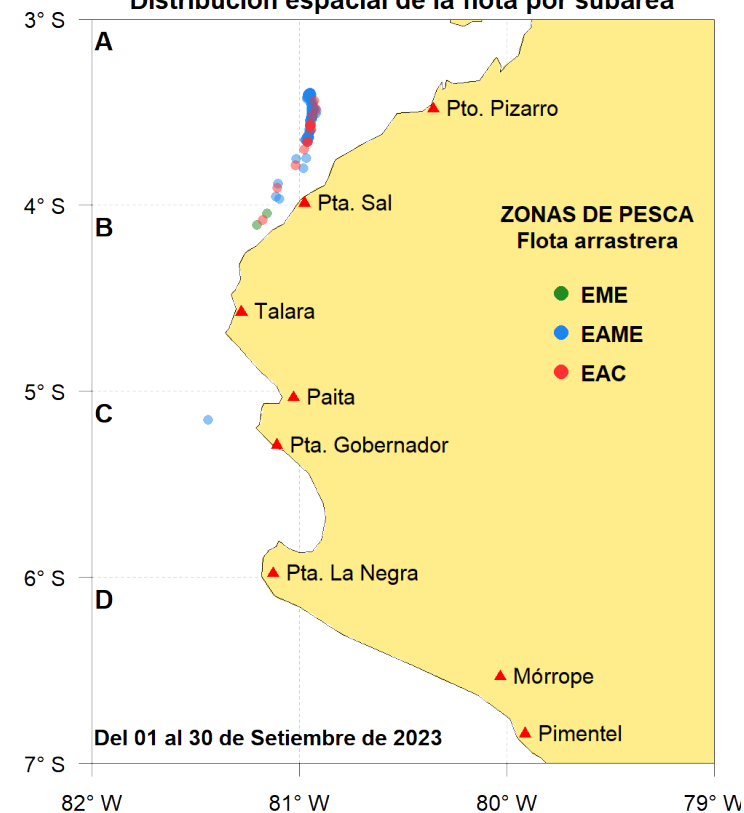 Distribución espacial de la flota por subárea
3° S
A
Pto. Pizarro
4° S
Pta. Sal
B
ZONAS DE PESCA
Flota arrastrera
EME
Talara
EAME
EAC
5° S
Paita
C
Pta. Gobernador
6° S
Pta. La Negra
D
Mórrope
Pimentel
Del 01 al 30 de Setiembre de 2023
7° S
82° W
81° W
80° W
79° W